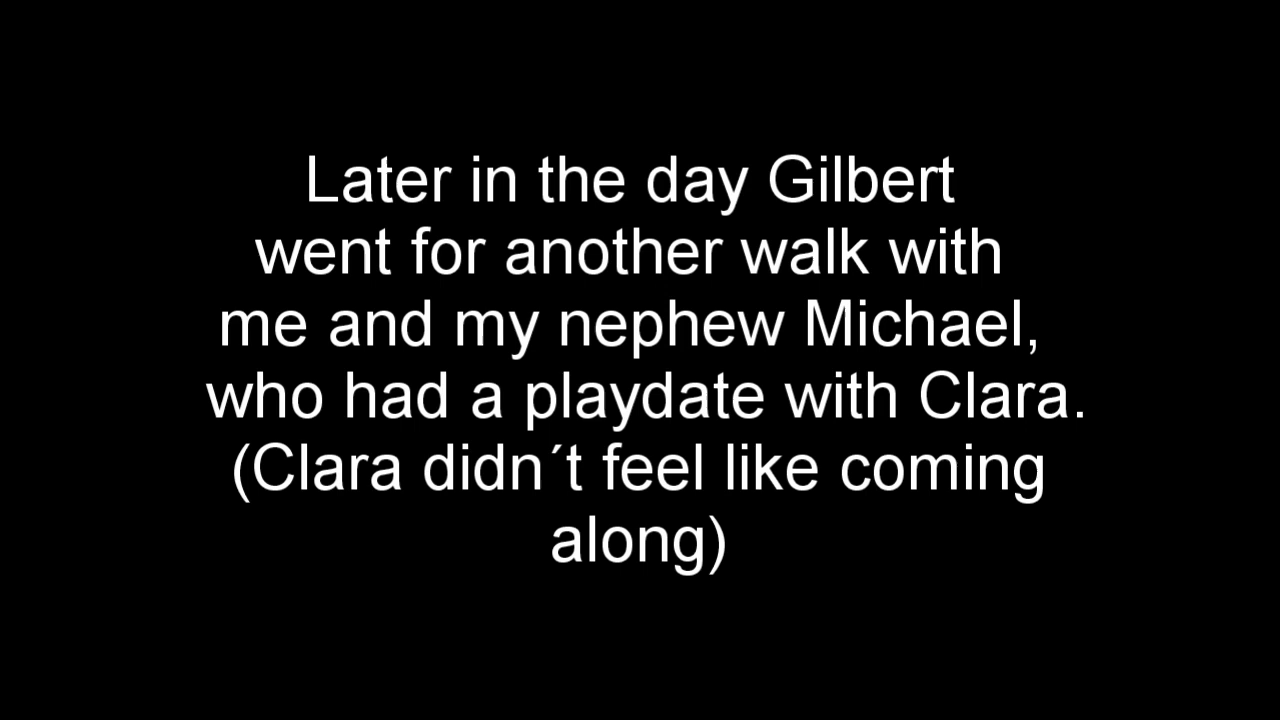 Later in the day Gilbert
went for another walk with
me and my nephew Michael,
who had a playdate with Clara.
(Clara didn´t feel like coming
along)